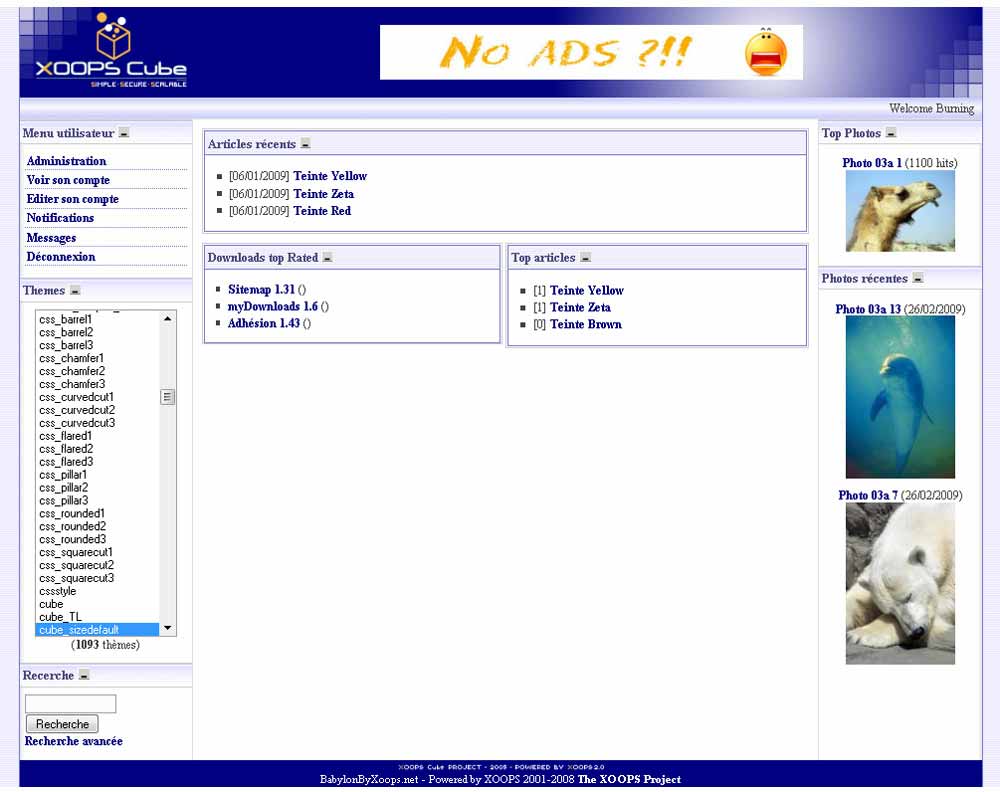 XOOPS Cube
SIMPLE·SECURE·SCALABLE
No ADS ?!!
Welcome Burning
Menu utilisateur
Administration
Voir son compte
Editer son compte
Notifications
Messages
Déconnexion
Themes
css_barrel1
css_barrel2
css_barrel3
css_chamfer1
css_chamfer2
css_chamfer3
css_curvedcut1
css_curvedcut2
css_curvedcut3
css_flared1
css_flared2
css_flared3
css_pillar1
css_pillar2
css_pillar3
css_rounded1
css_rounded2
css_rounded3
css_squarecut1
css_squarecut2
css_squarecut3
cssstyle
cube
cube_TL
cube_sizedefault
(1093 thèmes)
Recerche
Recherche
Recherche avancée
Articles récents
[06/01/2009] Teinte Yellow
[06/01/2009] Teinte Zeta
[06/01/2009] Teinte Red
Downloads top Rated
Sitemap 1.31 ()
myDownloads 1.6 ()
Adhésion 1.43 ()
Top articles
[1] Teinte Yellow
[1] Teinte Zeta
[0] Teinte Brown
Top Photos
Photo 03a 1 (1100 hits)
Photos récentes
Photo 03a 13 (26/02/2009)
Photo 03a 7 (26/02/2009)
XOOPS Cube PROJECT - 2005 - POWERED BY XOOPS 2.0
BabylonByXoops.net - Powered by XOOPS 2001-2008 The XOOPS Project